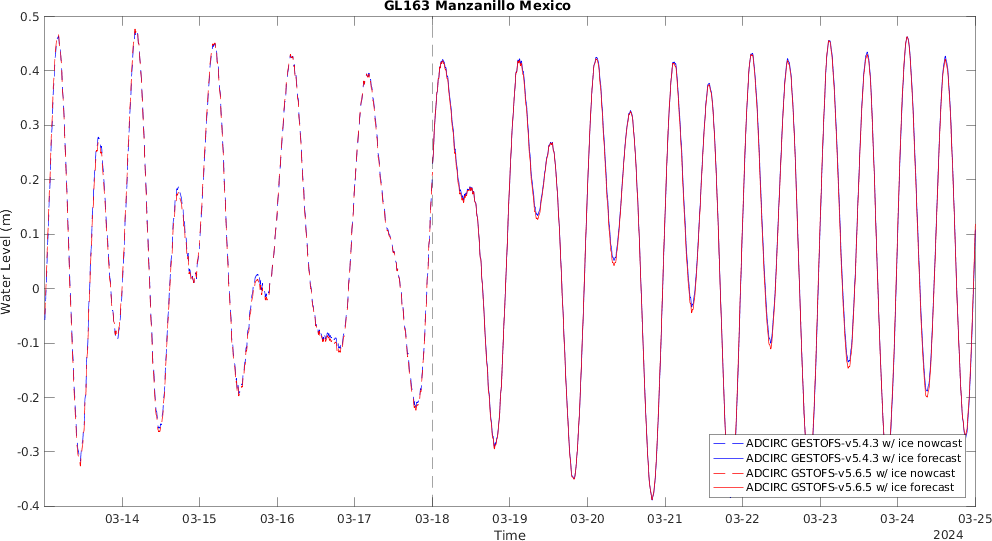 GL163 Manzanillo Mexico
0.5
0.4
0.3
0.2
0.1
0
-0.1
-0.2
-0.3
-0.4
Water Level (m)
ADCIRC GESTOFS-v5.4.3 w/ ice nowcast
ADCIRC GESTOFS-v5.4.3 w/ ice forecast
ADCIRC GSTOFS-v5.6.5 w/ ice nowcast
ADCIRC GSTOFS-v5.6.5 w/ ice forecast
03-14 03-15 03-16 03-17 03-18 03-19 03-20 03-21 03-22 03-23 03-24 03-25
Time
2024